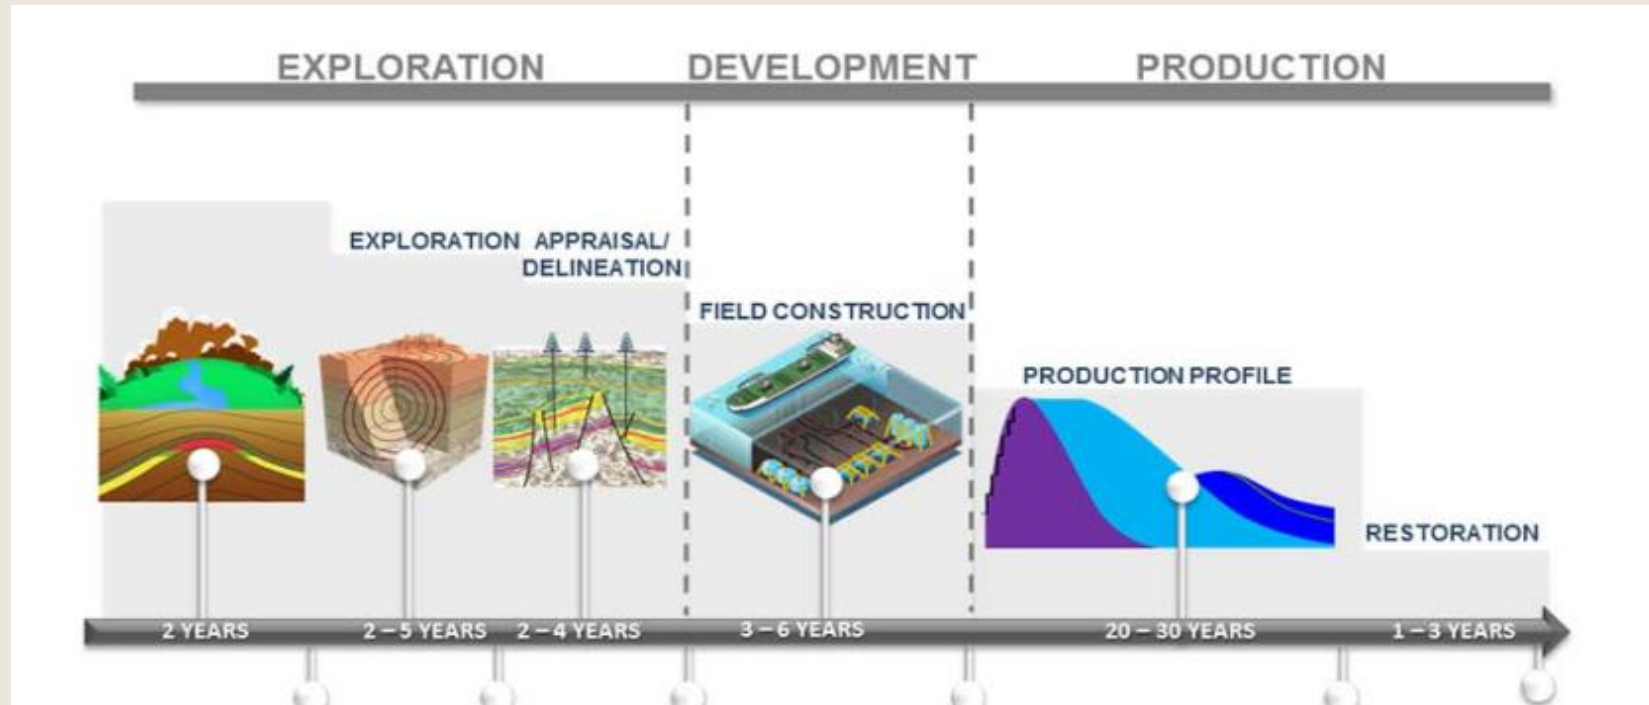 EXPLORATION
DEVELOPMENT
PRODUCTION
EXPLORATION
APPRAISAL/
DELINEATION
FIELD CONSTRUCTION
PRODUCTION PROFILE
RESTORATION
2 YEARS
2 – 5 YEARS
2 – 4 YEARS
3 – 6 YEARS
20 – 30 YEARS
1 – 3 YEARS